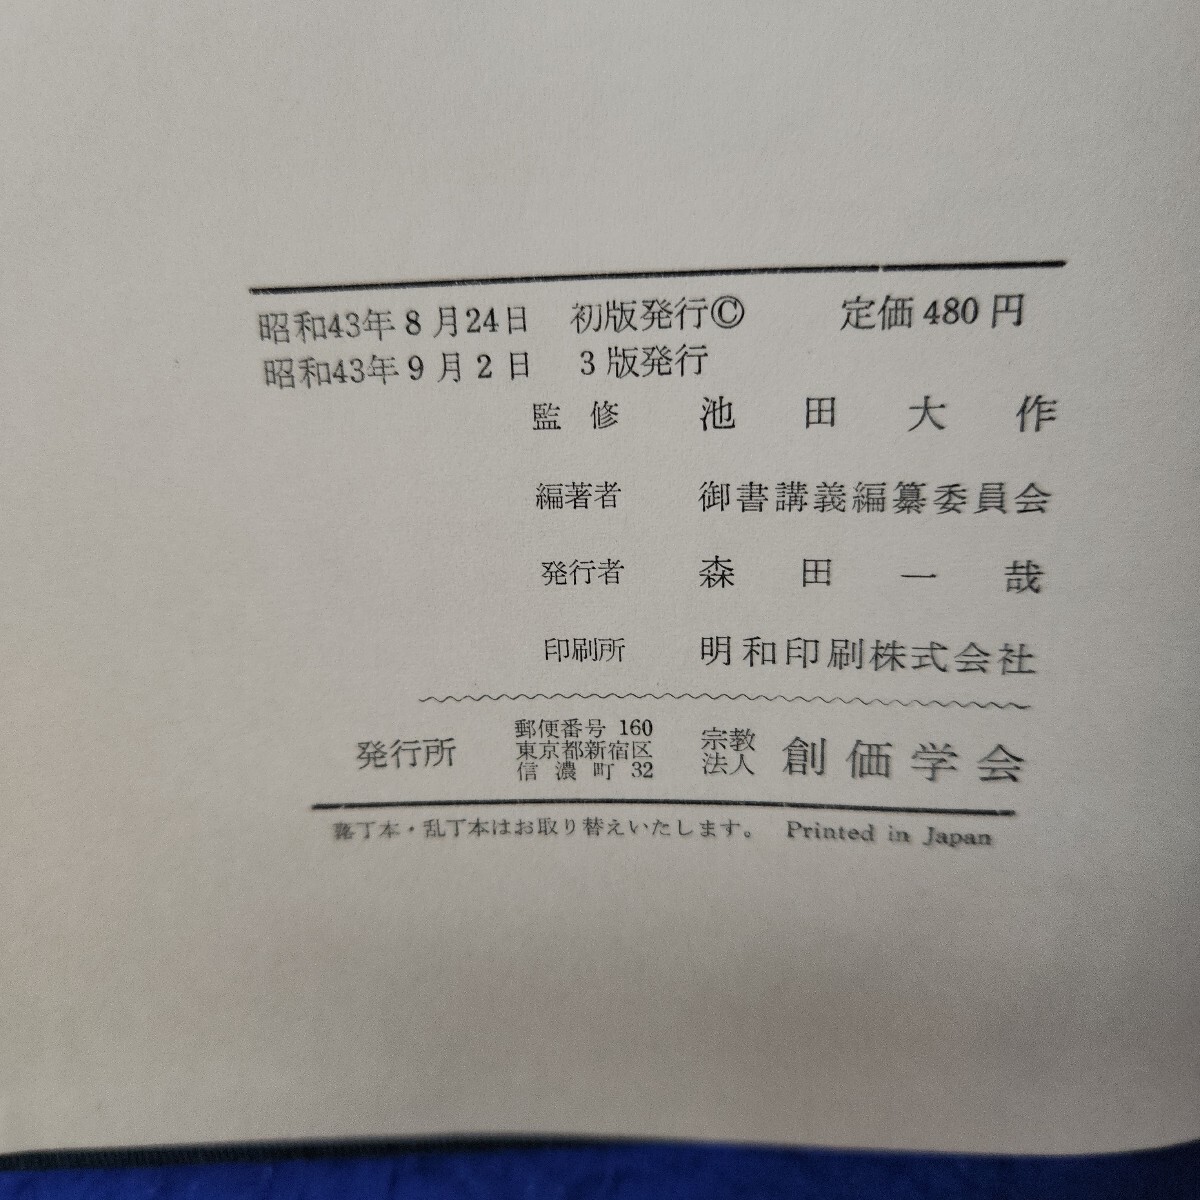 昭和43年8月24日 初版発行© 定価480円
昭和43年9月2日 3版発行
監修 池田大作
編著者 御書講義編纂委員会
発行者 森田一哉
印刷所 明和印刷株式会社
発行所 郵便番号 160 東京都新宿区信濃町 32 宗教法人 創価学会
落丁本・乱丁本はお取り替えいたします。 Printed in Japan